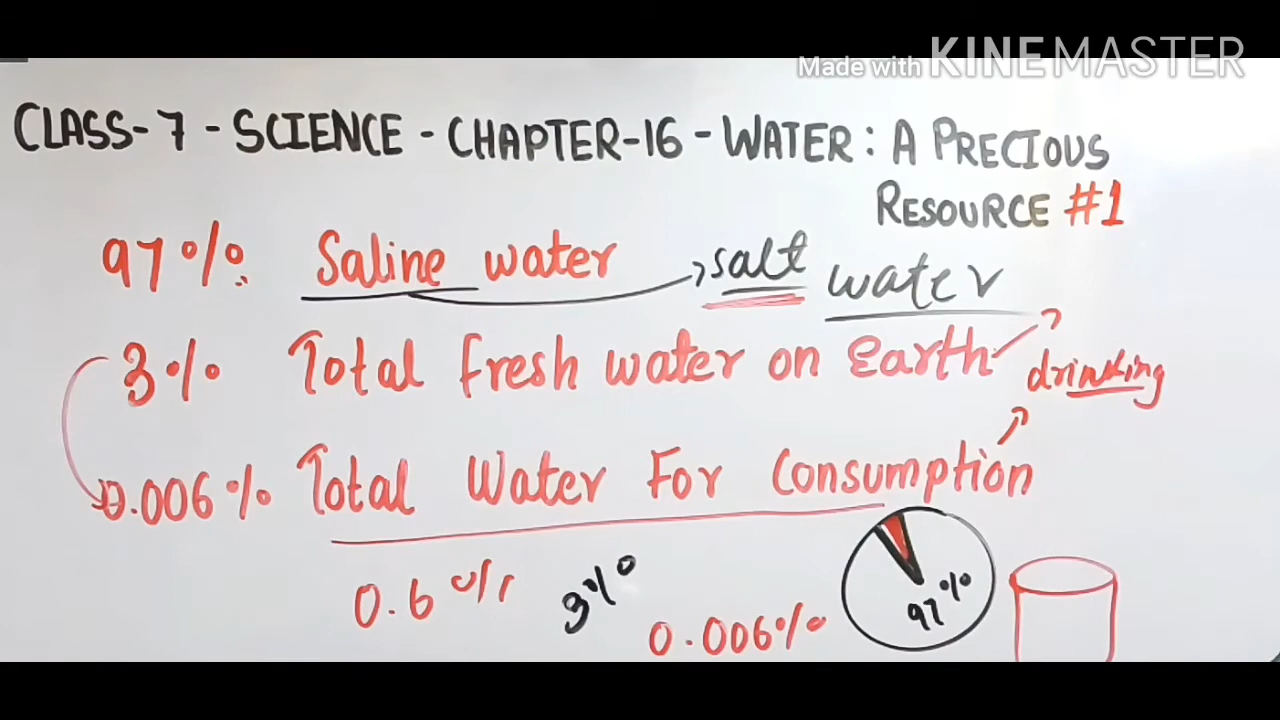 Made with KINEMASTER
CLASS-7-SCIENCE-CHAPTER-16-WATER: A PRECIOUS
RESOURCE #1
97% Saline water salt water
3% Total fresh water on Earth
drinking
0.006% Total Water For Consumption
0.6
3%
0.006%
97%